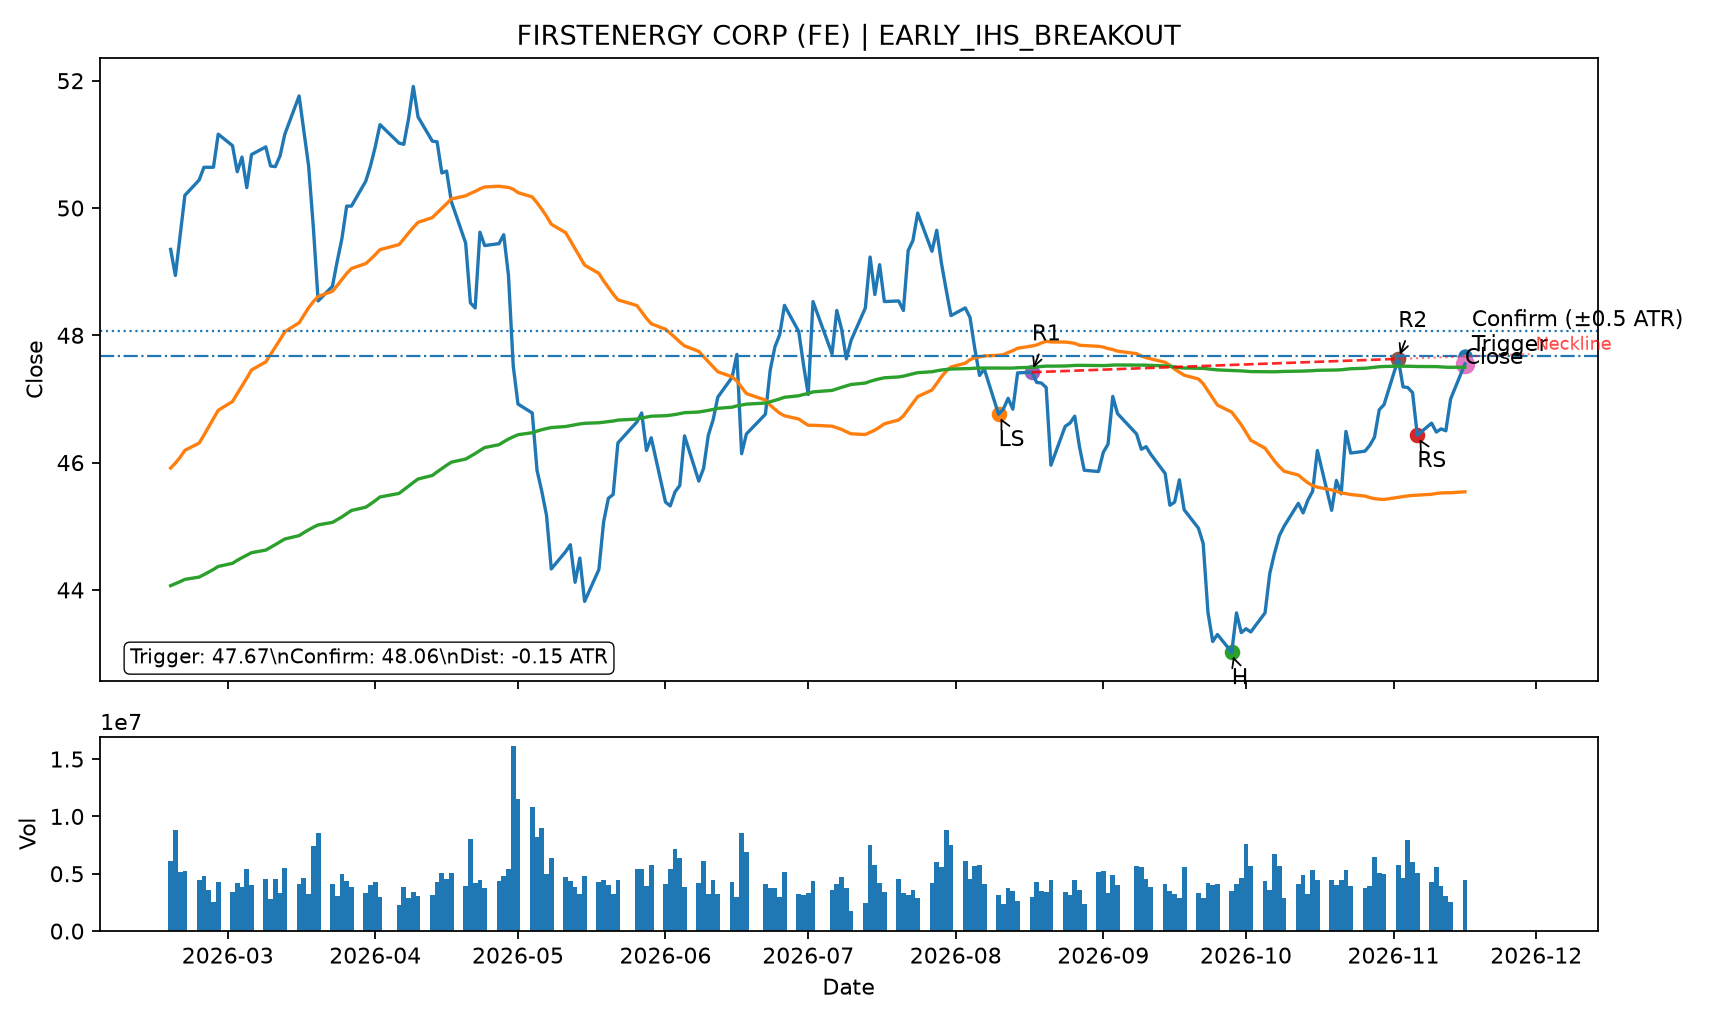 FIRSTENERGY CORP (FE) | EARLY_IHS_BREAKOUT
52
50
48
46
44
Close
R1
LS
H
R2
RS
Confirm (±0.5 ATR)
Trigger
Neckline
Close
Trigger: 47.67\nConfirm: 48.06\nDist: -0.15 ATR
1e7
1.5
1.0
0.5
0.0
Vol
2026-03 2026-04 2026-05 2026-06 2026-07 2026-08 2026-09 2026-10 2026-11 2026-12
Date